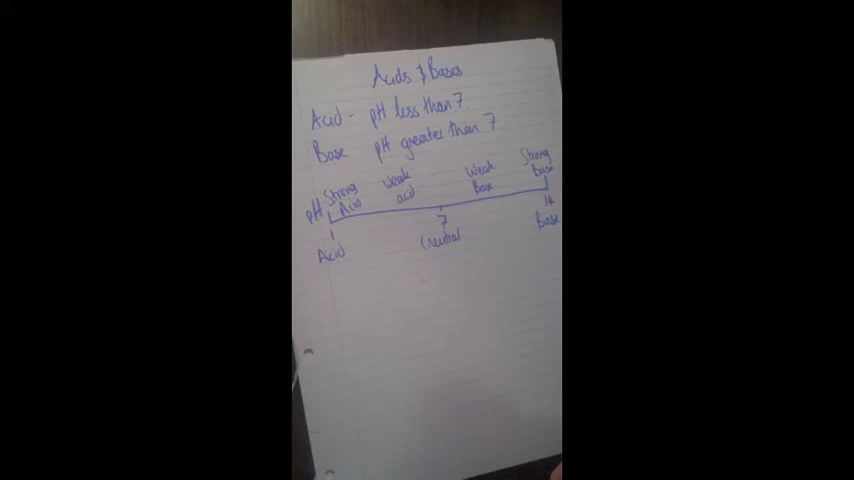 Acids & Bases
Acid - pH less than 7.
Base pH greater than 7.
Strong Acid weak acid Weak Base Strong Base
pH
1 7 14
Acid (neutral Base